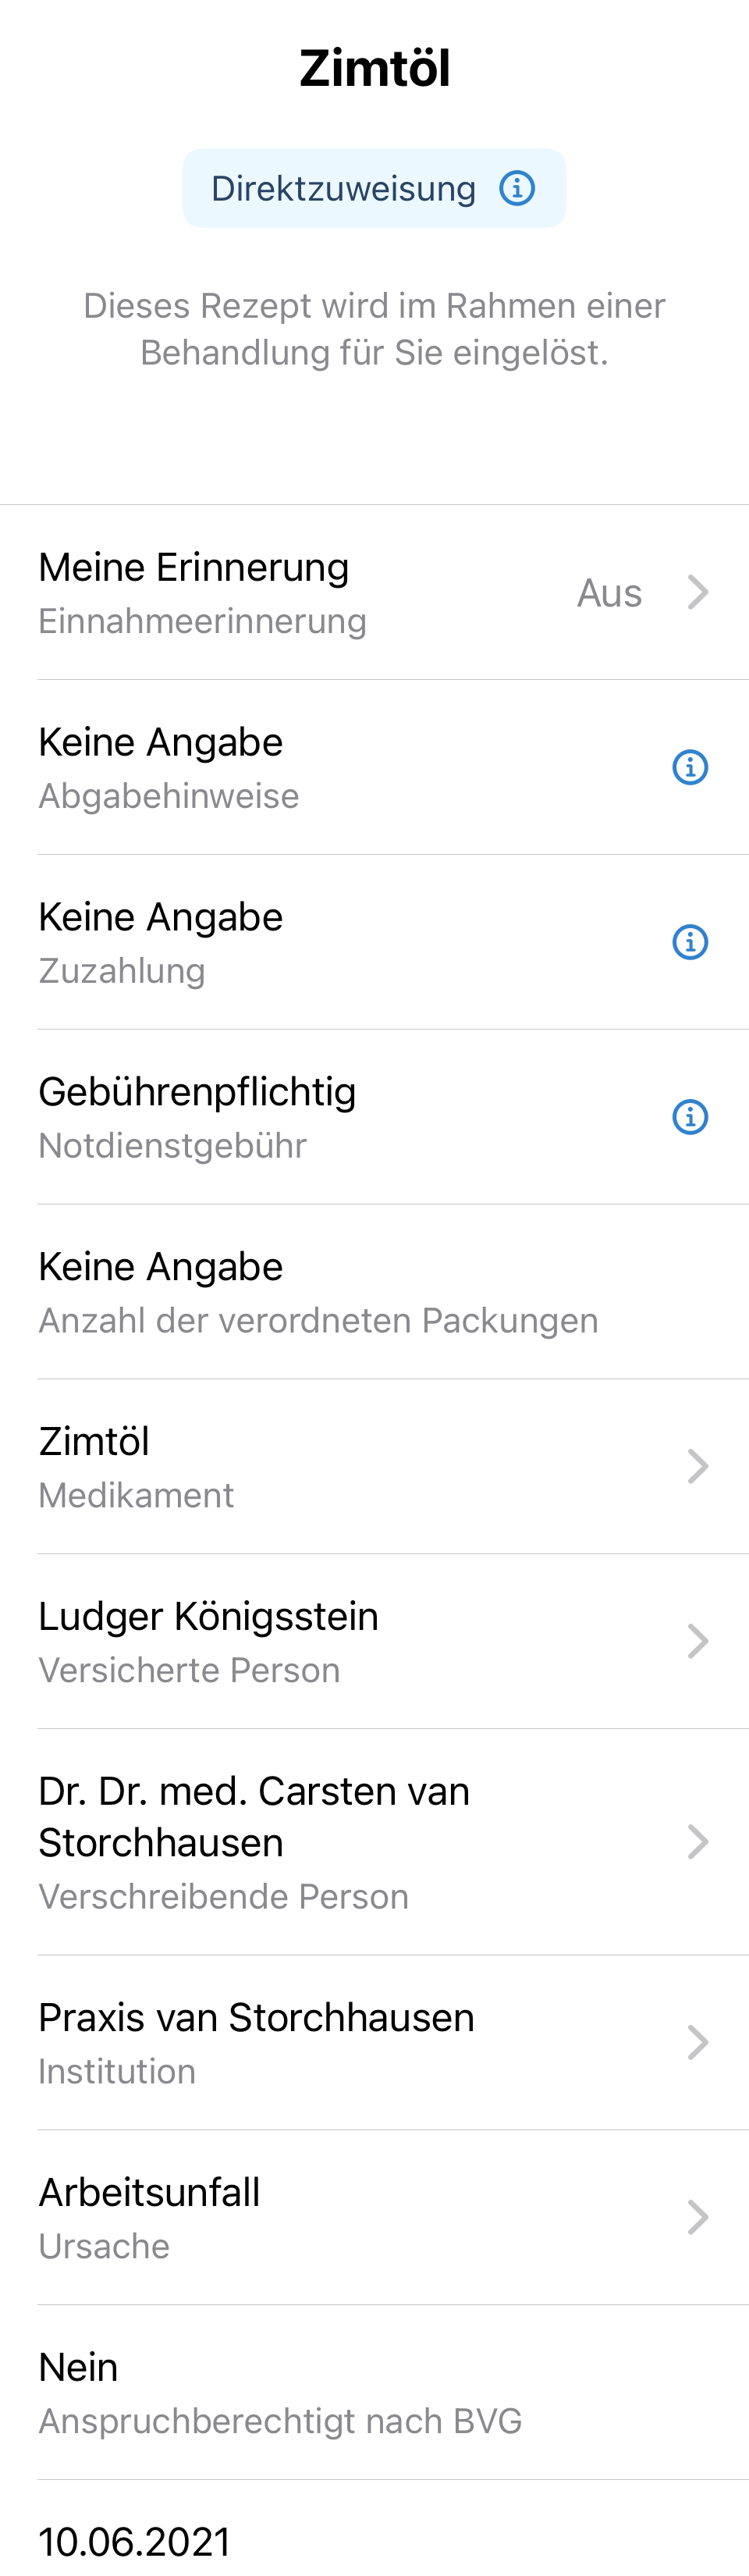 Zimtöl
Direktzuweisung
Dieses Rezept wird im Rahmen einer
Behandlung für Sie eingelöst.
Meine Erinnerung
Einnahmeerinnerung
Aus
Keine Angabe
Abgabehinweise
Keine Angabe
Zuzahlung
Gebührenpflichtig
Notdienstgebühr
Keine Angabe
Anzahl der verordneten Packungen
Zimtöl
Medikament
Ludger Königsstein
Versicherte Person
Dr. Dr. med. Carsten van
Storchhausen
Verschreibende Person
Praxis van Storchhausen
Institution
Arbeitsunfall
Ursache
Nein
Anspruchberechtigt nach BVG
10.06.2021